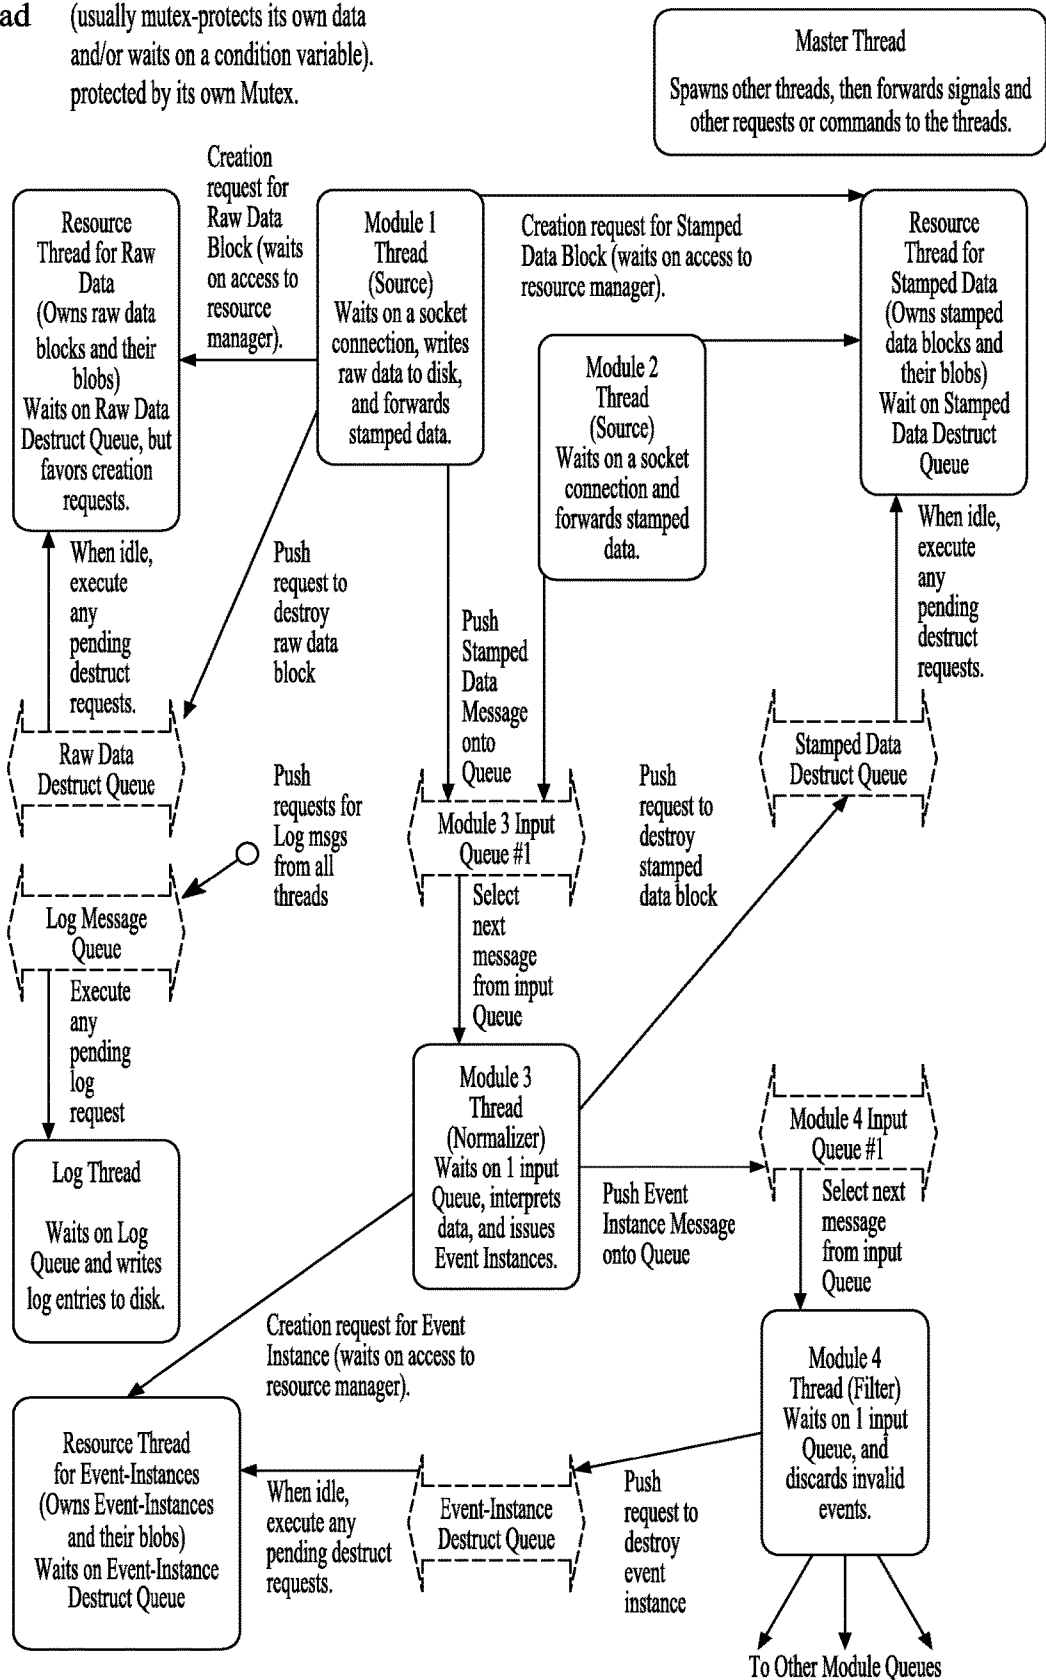 ad (usually mutex-protects its own data
and/or waits on a condition variable).
protected by its own Mutex.
Master Thread
Spawns other threads, then forwards signals and
other requests or commands to the threads.
Creation
request for
Raw Data
Block (waits
on access to
resource
manager).
Resource
Thread for Raw
Data
(Owns raw data
blocks and their
blobs)
Waits on Raw Data
Destruct Queue, but
favors creation
requests.
Module 1
Thread
(Source)
Waits on a socket
connection, writes
raw data to disk,
and forwards
stamped data.
Creation request for Stamped
Data Block (waits on access to
resource manager).
Resource
Thread for
Stamped Data
(Owns stamped
data blocks and
their blobs)
Wait on Stamped
Data Destruct
Queue
Module 2
Thread
(Source)
Waits on a socket
connection and
forwards stamped
data.
When idle,
execute
any
pending
destruct
requests.
Push
request to
destroy
raw data
block
Push
Stamped
Data
Message
onto
Queue
When idle,
execute
any
pending
destruct
requests.
Raw Data
Destruct Queue
Stamped Data
Destruct Queue
Push
requests for
Log msgs
from all
threads
Module 3 Input
Queue #1
Push
request to
destroy
stamped
data block
Log Message
Queue
Select
next
message
from input
Queue
Execute
any
pending
log
request
Module 3
Thread
(Normalizer)
Waits on 1 input
Queue, interprets
data, and issues
Event Instances.
Module 4 Input
Queue #1
Log Thread
Waits on Log
Queue and writes
log entries to disk.
Push Event
Instance Message
onto Queue
Select next
message
from input
Queue
Creation request for Event
Instance (waits on access to
resource manager).
Module 4
Thread (Filter)
Waits on 1 input
Queue, and
discards invalid
events.
Resource Thread
for Event-Instances
(Owns Event-Instances
and their blobs)
Waits on Event-Instance
Destruct Queue
When idle,
execute any
pending destruct
requests.
Event-Instance
Destruct Queue
Push
request to
destroy
event
instance
To Other Module Queues